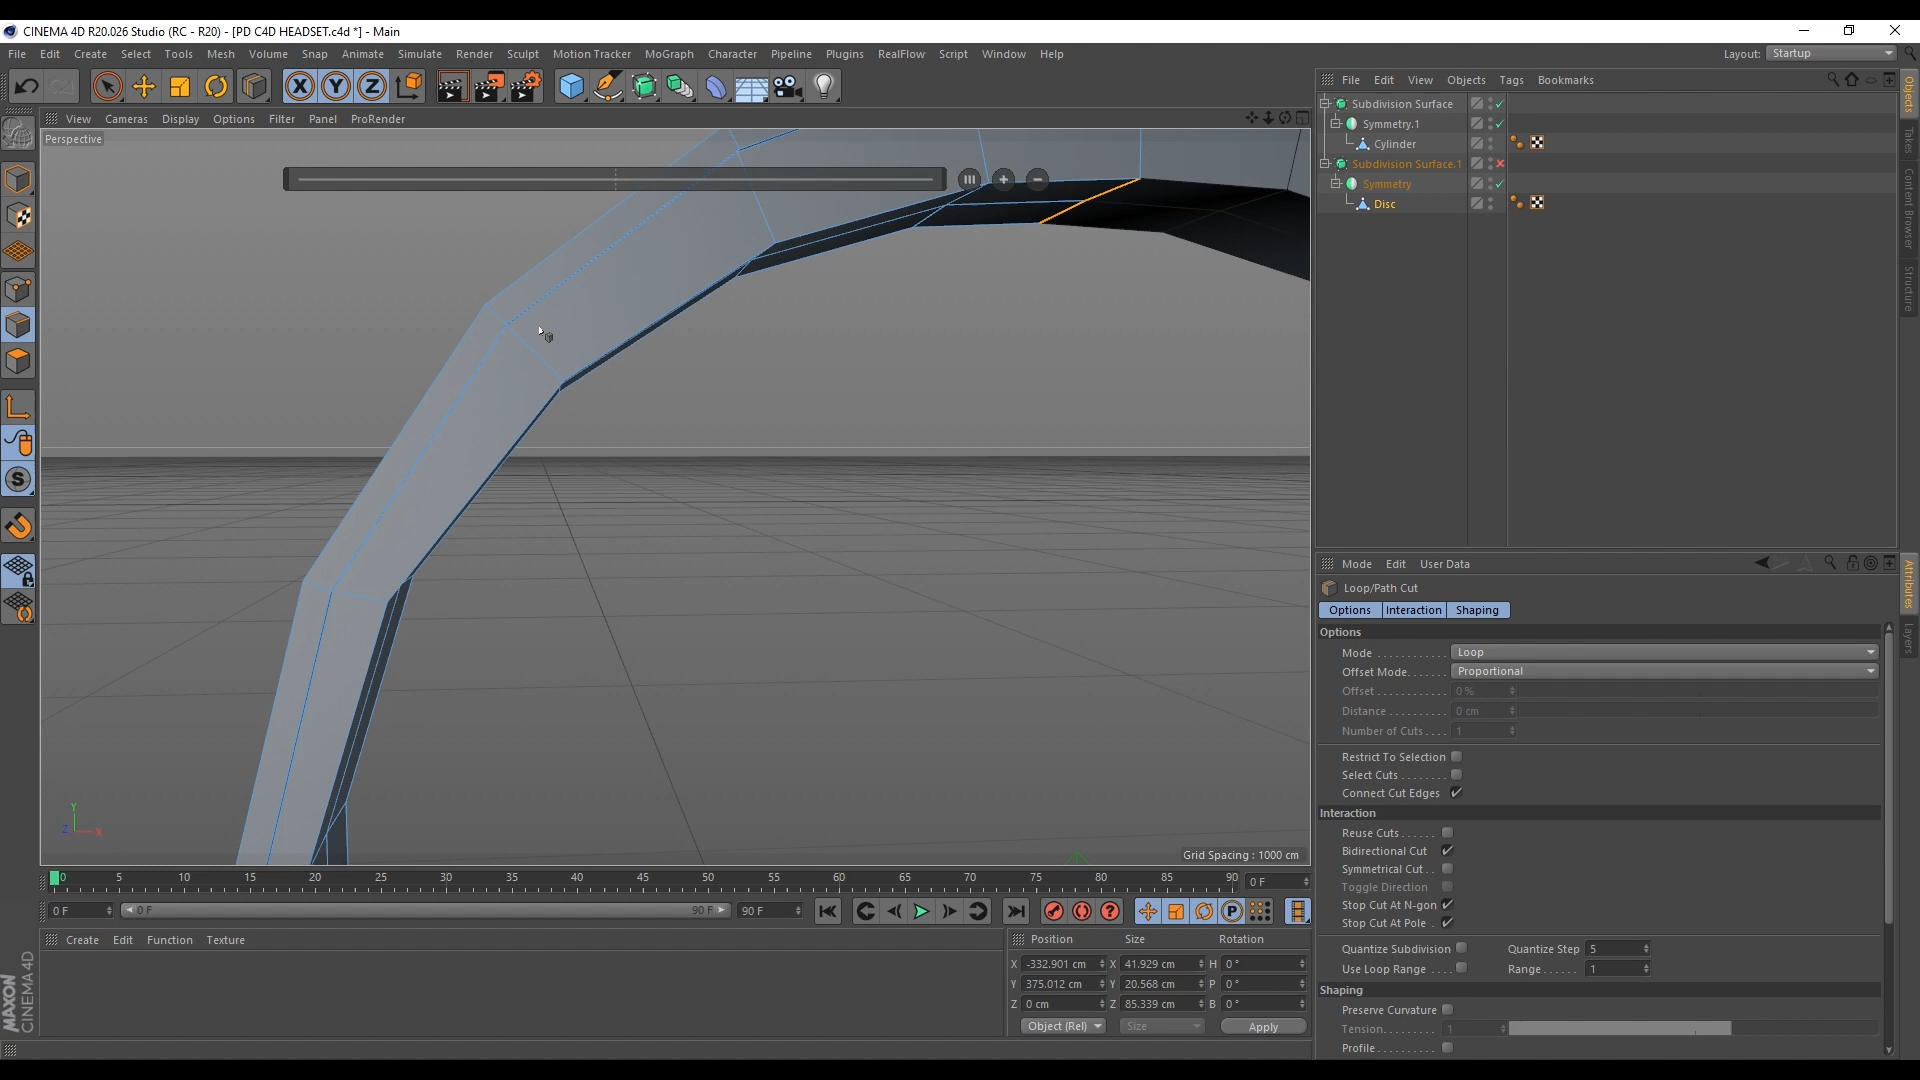 CINEMA 4D R20.026 Studio (RC - R20) - [PD C4D HEADSET.c4d *] - Main
File Edit Create Select Tools Mesh Volume Snap Animate Simulate Render Sculpt Motion Tracker MoGraph Character Pipeline Plugins RealFlow Script Window Help
Layout: Startup
X Y Z
File Edit View Objects Tags Bookmarks
Subdivision Surface
Symmetry.1
Cylinder
Subdivision Surface.1
Symmetry
Disc
Objects
Takes
Content Browser
Structure
View Cameras Display Options Filter Panel ProRender
Perspective
Y
Z X
Grid Spacing : 1000 cm
Mode Edit User Data
Loop/Path Cut
Options Interaction Shaping
Attributes
Layers
Options
Mode ............ Loop
Offset Mode....... Proportional
Offset ............ 0 %
Distance .......... 0 cm
Number of Cuts .... 1
Restrict To Selection
Select Cuts ........
Connect Cut Edges
Interaction
Reuse Cuts ......
Bidirectional Cut
Symmetrical Cut . .
Toggle Direction
Stop Cut At N-gon
Stop Cut At Pole .
Quantize Subdivision Quantize Step 5
Use Loop Range .... Range...... 1
Shaping
Preserve Curvature
Tension......... 1
Profile..........
0 5 10 15 20 25 30 35 40 45 50 55 60 65 70 75 80 85 90
0 F
0 F 0 F 90 F 90 F
Create Edit Function Texture
Position Size Rotation
X -332.901 cm X 41.929 cm H 0 °
Y 375.012 cm Y 20.568 cm P 0 °
Z 0 cm Z 85.339 cm B 0 °
Object (Rel) Size Apply
MAXON
CINEMA 4D